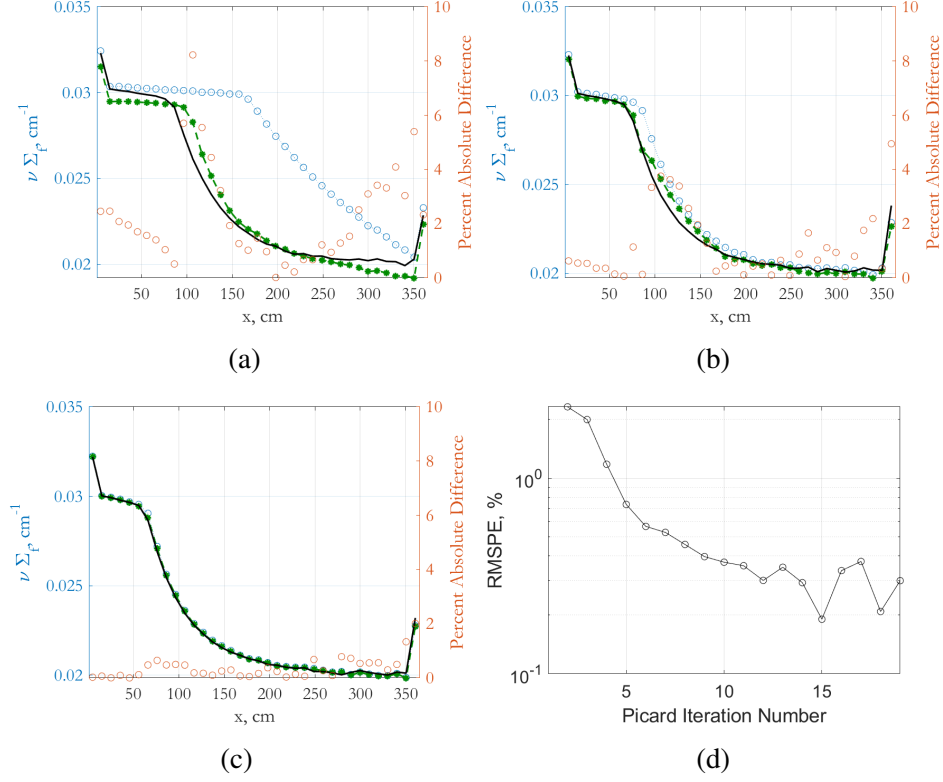 0.035
0.03
0.025
0.02
ν Σf, cm-1
10
8
6
4
2
0
Percent Absolute Difference
50 100 150 200 250 300 350
x, cm
(a)
0.035
0.03
0.025
0.02
ν Σf, cm-1
10
8
6
4
2
0
Percent Absolute Difference
50 100 150 200 250 300 350
x, cm
(b)
0.035
0.03
0.025
0.02
ν Σf, cm-1
10
8
6
4
2
0
Percent Absolute Difference
50 100 150 200 250 300 350
x, cm
(c)
10^0
10^-1
RMSPE, %
5 10 15
Picard Iteration Number
(d)